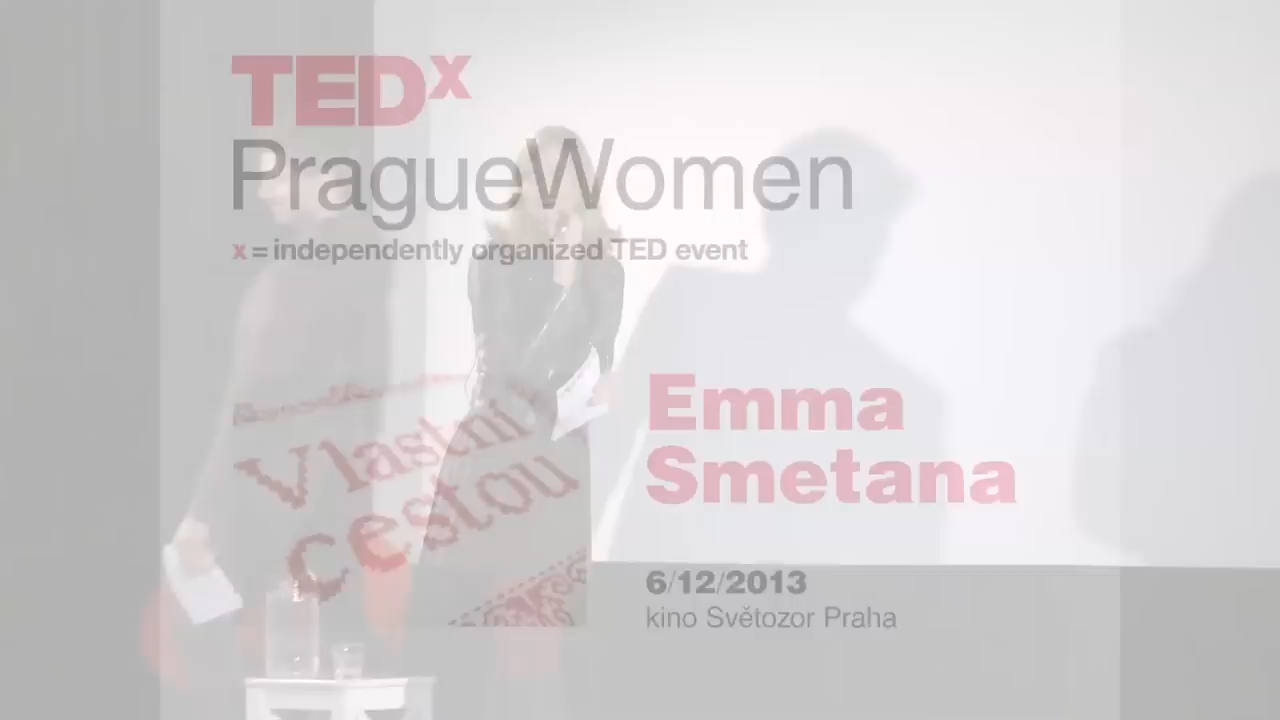 TEDx
PragueWomen
x = independently organized TED event
Vlastní
cestou
Emma
Smetana
6/12/2013
kino Světozor Praha